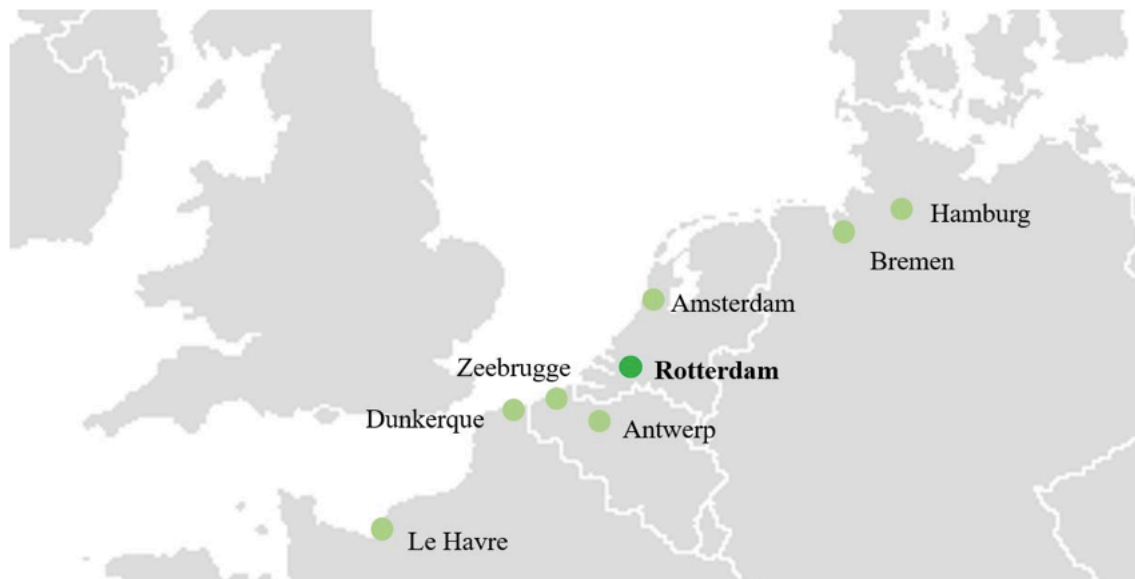 Hamburg
Bremen
Amsterdam
Zeebrugge
Rotterdam
Dunkerque
Antwerp
Le Havre